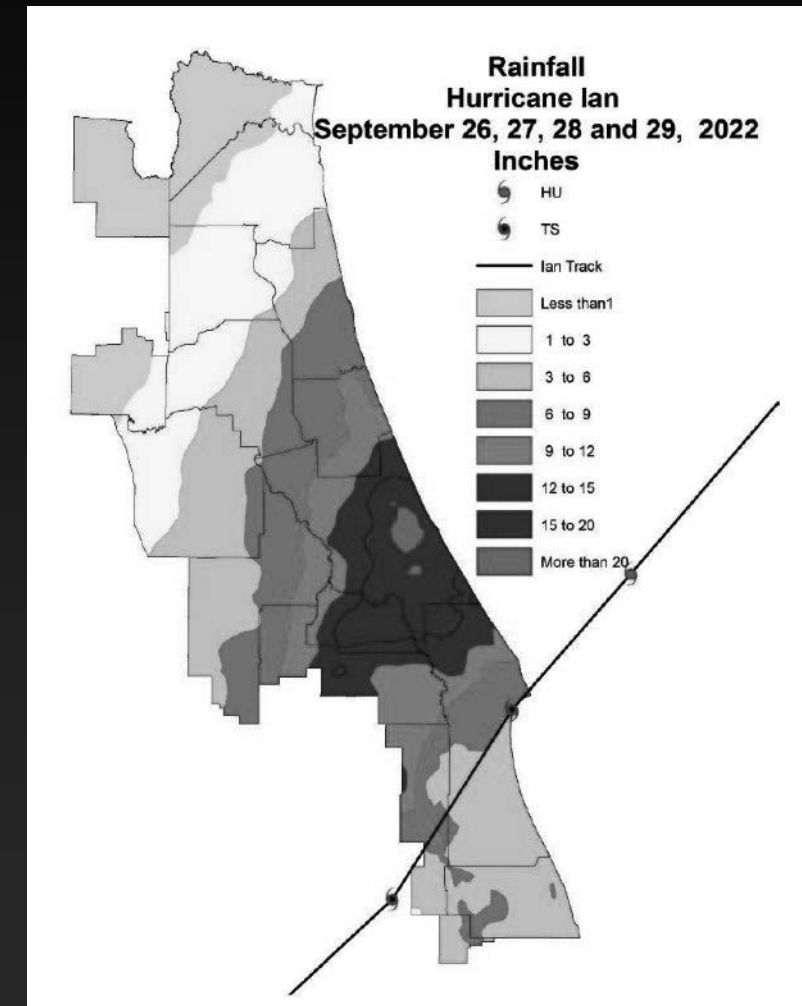 Rainfall
Hurricane Ian
September 26, 27, 28 and 29, 2022
Inches
HU
TS
Ian Track
Less than1
1 to 3
3 to 6
6 to 9
9 to 12
12 to 15
15 to 20
More than 20